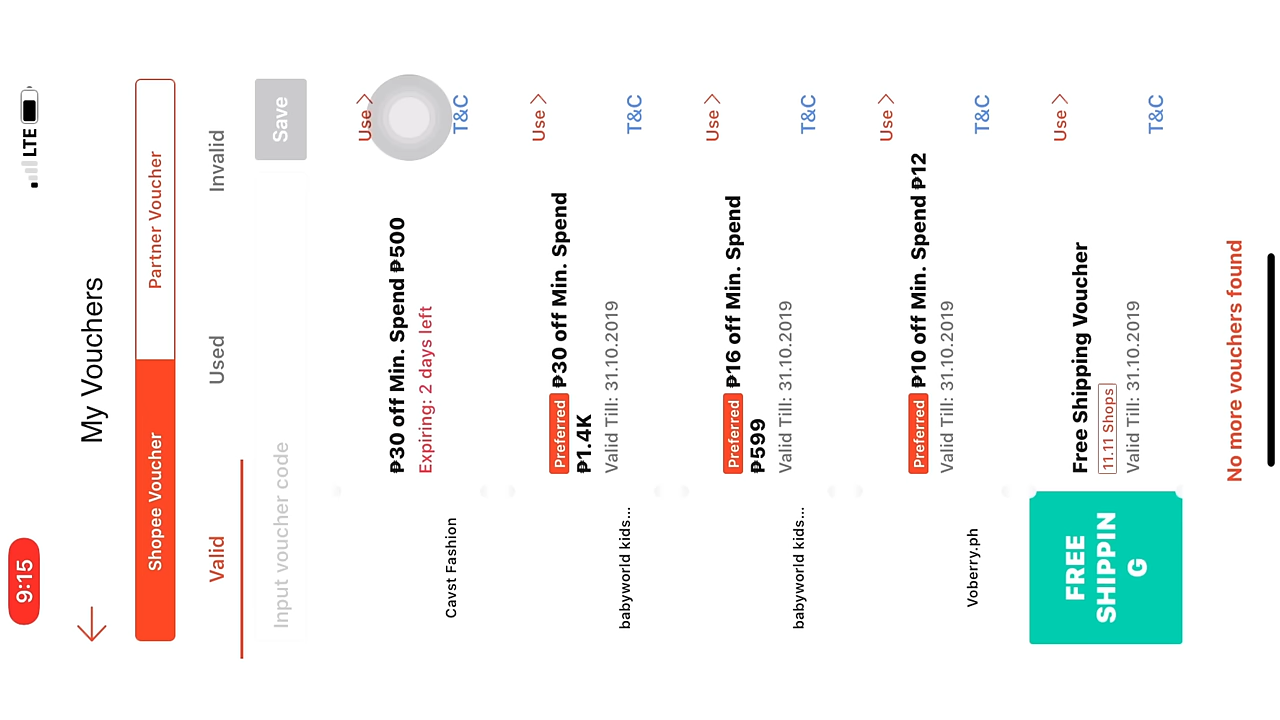 9:15 LTE
My Vouchers
Shopee Voucher Partner Voucher
Valid Used Invalid
Input voucher code Save
₱30 off Min. Spend ₱500
Expiring: 2 days left
Cavst Fashion
Use >
T&C
Preferred ₱30 off Min. Spend
₱1.4K
Valid Till: 31.10.2019
babyworld kids...
Use >
T&C
Preferred ₱16 off Min. Spend
₱599
Valid Till: 31.10.2019
babyworld kids...
Use >
T&C
Preferred ₱10 off Min. Spend ₱12
Valid Till: 31.10.2019
Voberry.ph
Use >
T&C
FREE
SHIPPIN
G
Free Shipping Voucher
11.11 Shops
Valid Till: 31.10.2019
Use >
T&C
No more vouchers found